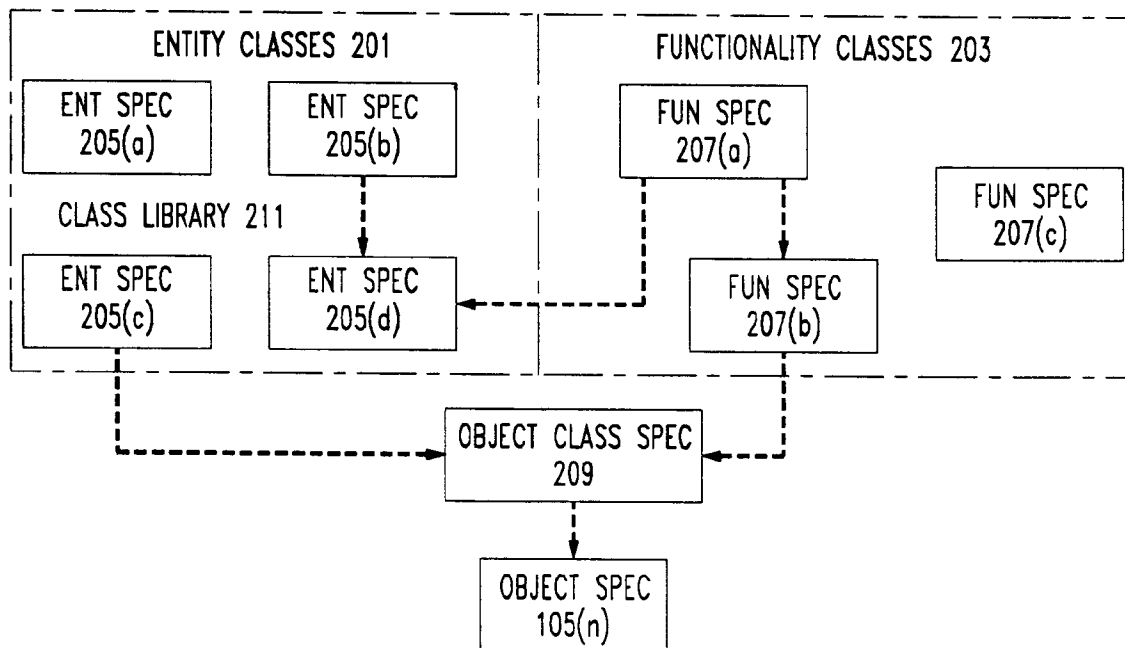 ENTITY CLASSES 201
FUNCTIONALITY CLASSES 203
ENT SPEC
205(a)
ENT SPEC
205(b)
FUN SPEC
207(a)
FUN SPEC
207(c)
CLASS LIBRARY 211
ENT SPEC
205(c)
ENT SPEC
205(d)
FUN SPEC
207(b)
OBJECT CLASS SPEC
209
OBJECT SPEC
105(n)